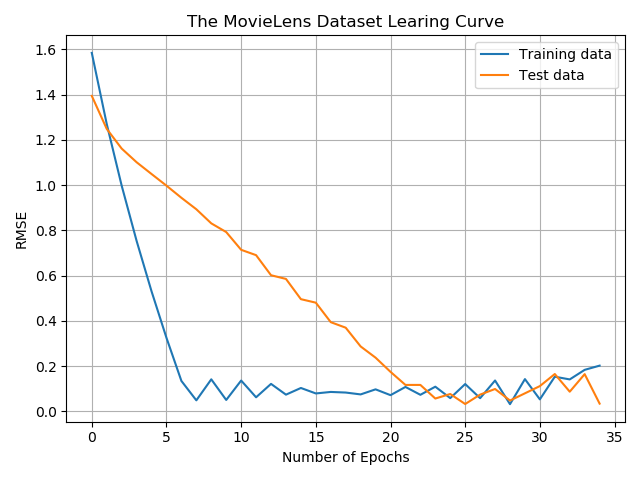 The MovieLens Dataset Learing Curve
Training data
Test data
RMSE
1.6
1.4
1.2
1.0
0.8
0.6
0.4
0.2
0.0
0 5 10 15 20 25 30 35
Number of Epochs